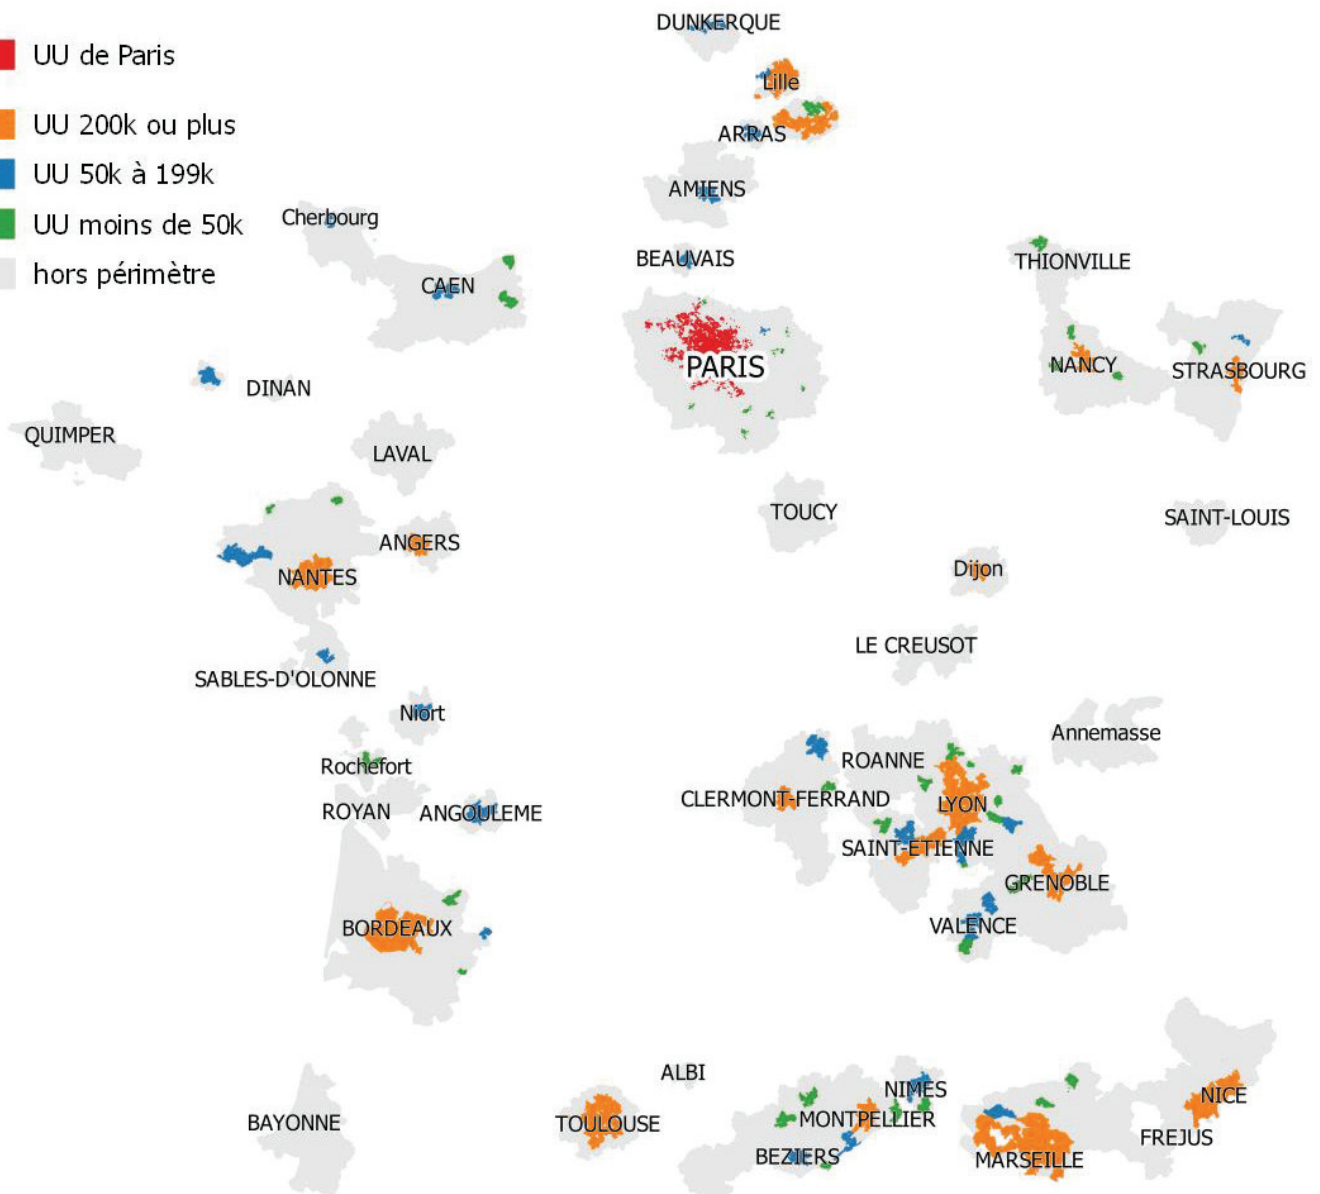 DUNKERQUE
UU de Paris
Lille
UU 200k ou plus
ARRAS
UU 50k à 199k
AMIENS
Cherbourg
UU moins de 50k
BEAUVAIS
THIONVILLE
hors périmètre
CAEN
PARIS
NANCY
STRASBOURG
DINAN
QUIMPER
LAVAL
TOUCY
SAINT-LOUIS
ANGERS
Dijon
NANTES
LE CREUSOT
SABLES-D'OLONNE
Niort
Annemasse
ROANNE
Rochefort
CLERMONT-FERRAND
LYON
ROYAN
ANGOULEME
SAINT-ETIENNE
GRENOBLE
VALENCE
BORDEAUX
ALBI
NIMES
NICE
BAYONNE
TOULOUSE
MONTPELLIER
FREJUS
BEZIERS
MARSEILLE